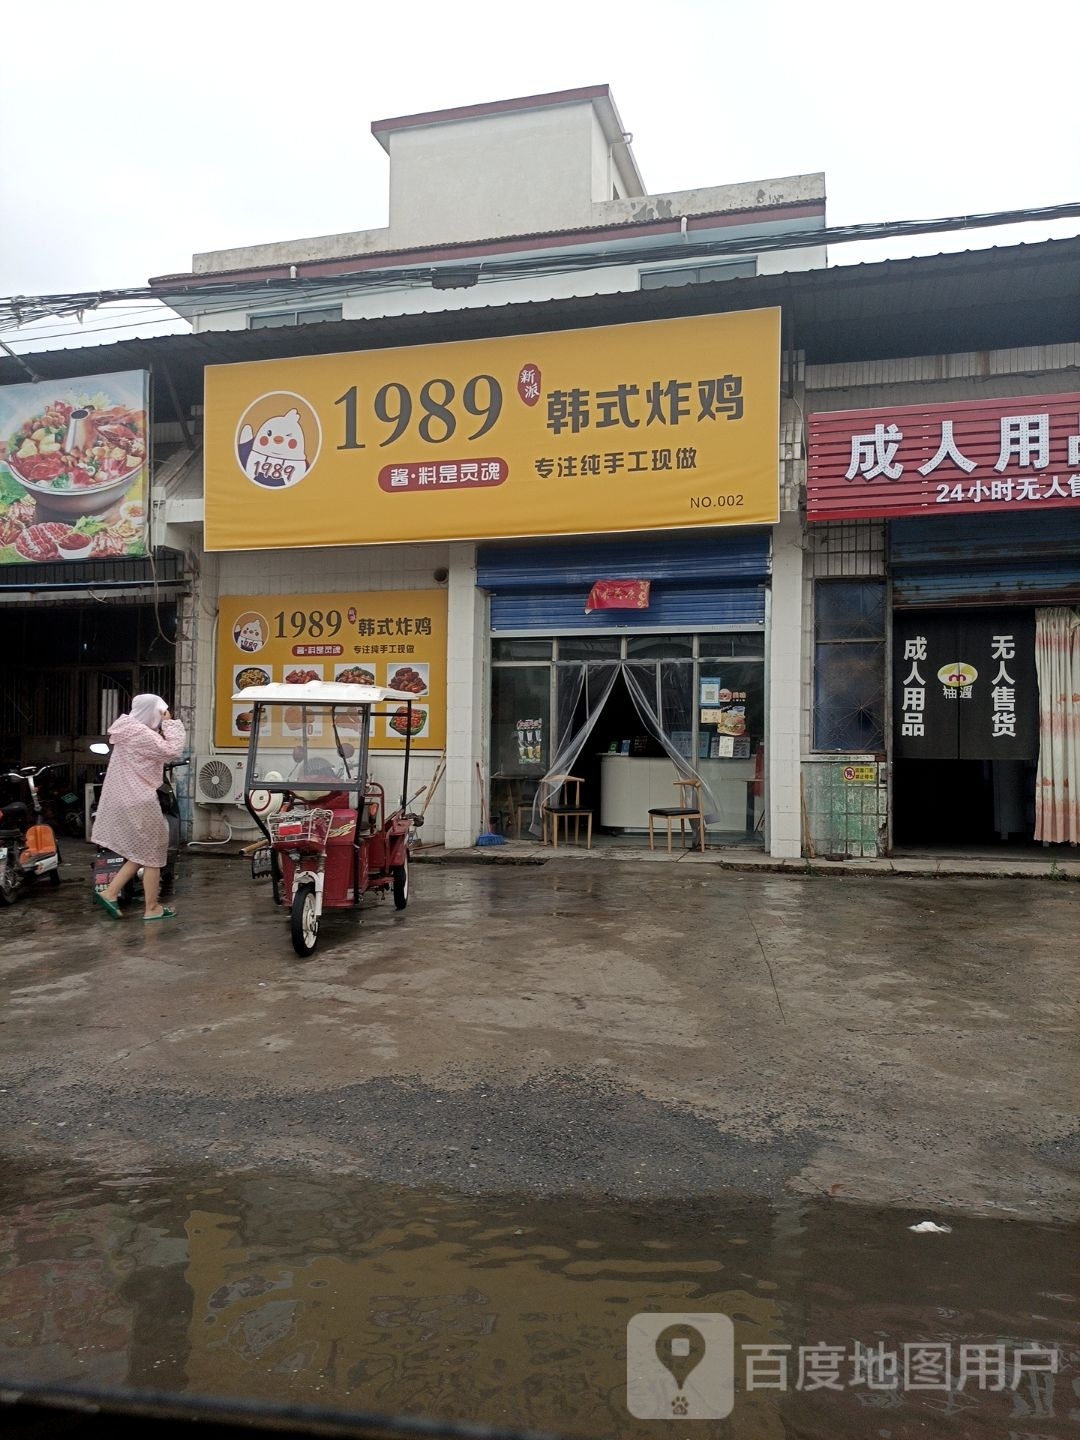 1989 新派 韩式炸鸡
1989
酱·料是灵魂 专注纯手工现做
NO.002
成人用
24小时无人售
1989 韩式炸鸡
酱·料是灵魂 专注纯手工现做
成人用品
柚遇
无人售货
百度地图用户